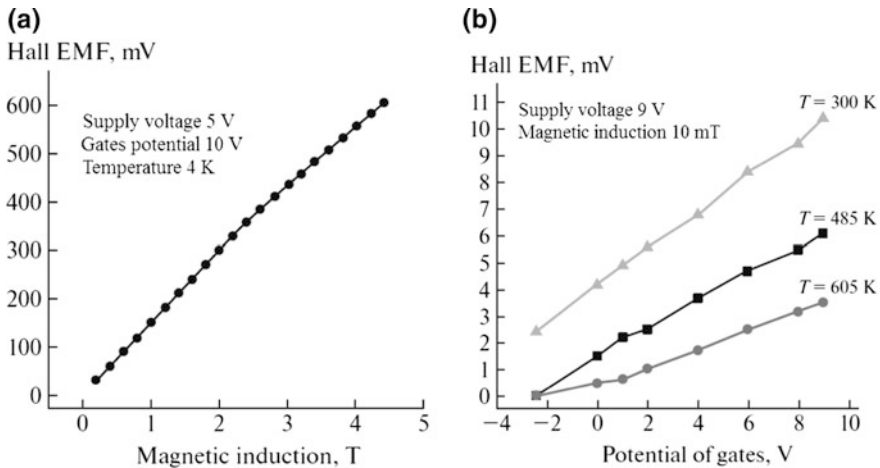 (a)
Hall EMF, mV
600
500
400
300
200
100
0
Supply voltage 5 V
Gates potential 10 V
Temperature 4 K
0 1 2 3 4 5
Magnetic induction, T
(b)
Hall EMF, mV
11
10
9
8
7
6
5
4
3
2
1
0
Supply voltage 9 V
Magnetic induction 10 mT
T = 300 K
T = 485 K
T = 605 K
−4 −2 0 2 4 6 8 10
Potential of gates, V